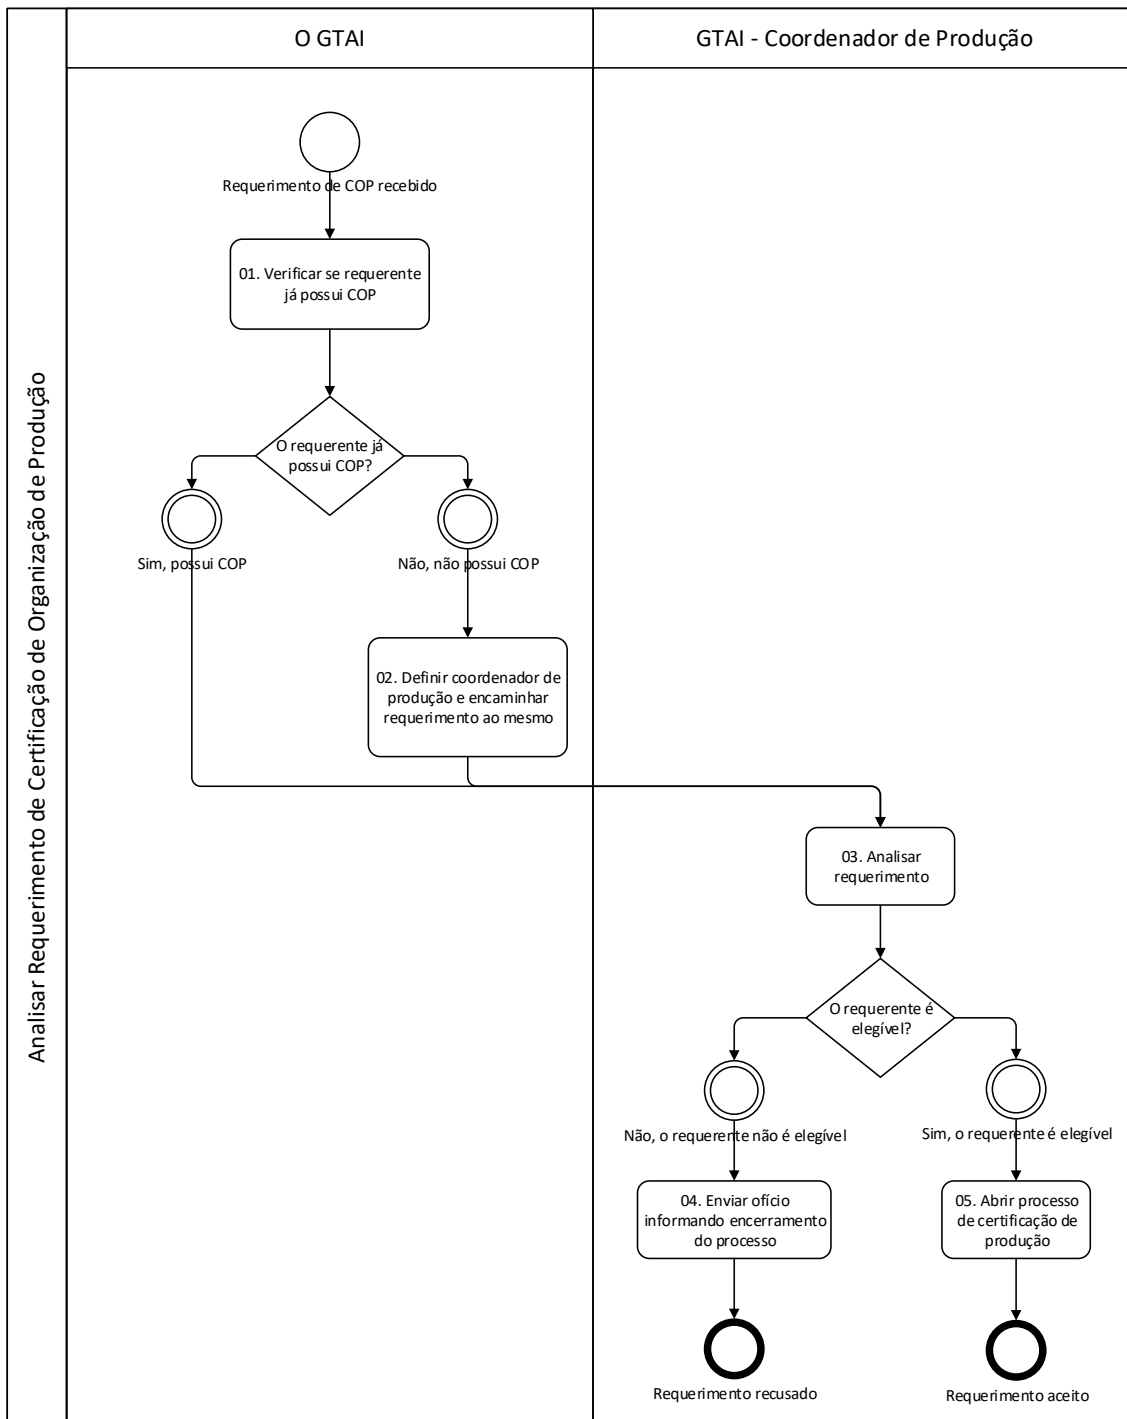 O GTAI
GTAI - Coordenador de Produção
Analisar Requerimento de Certificação de Organização de Produção
Requerimento de COP recebido
01. Verificar se requerente
já possui COP
O requerente já
possui COP?
Sim, possui COP
Não, não possui COP
02. Definir coordenador de
produção e encaminhar
requerimento ao mesmo
03. Analisar
requerimento
O requerente é
elegível?
Não, o requerente não é elegível
Sim, o requerente é elegível
04. Enviar ofício
informando encerramento
do processo
05. Abrir processo
de certificação de
produção
Requerimento recusado
Requerimento aceito